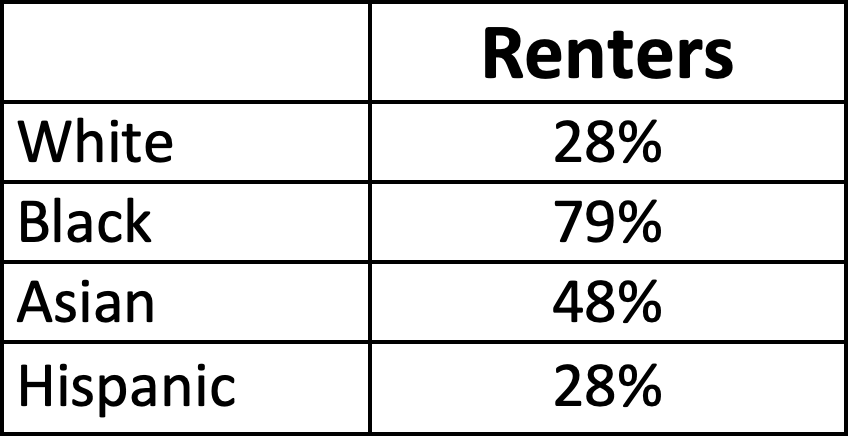 Renters
White 28%
Black 79%
Asian 48%
Hispanic 28%